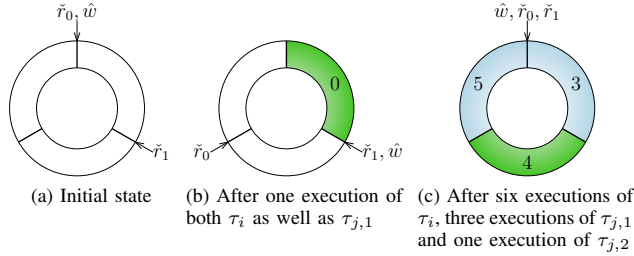 ř₀, ŵ
ř₁
(a) Initial state
0
ř₀
ř₁, ŵ
(b) After one execution of
both τᵢ as well as τⱼ,₁
ŵ, ř₀, ř₁
5
3
4
(c) After six executions of
τᵢ, three executions of τⱼ,₁
and one execution of τⱼ,₂